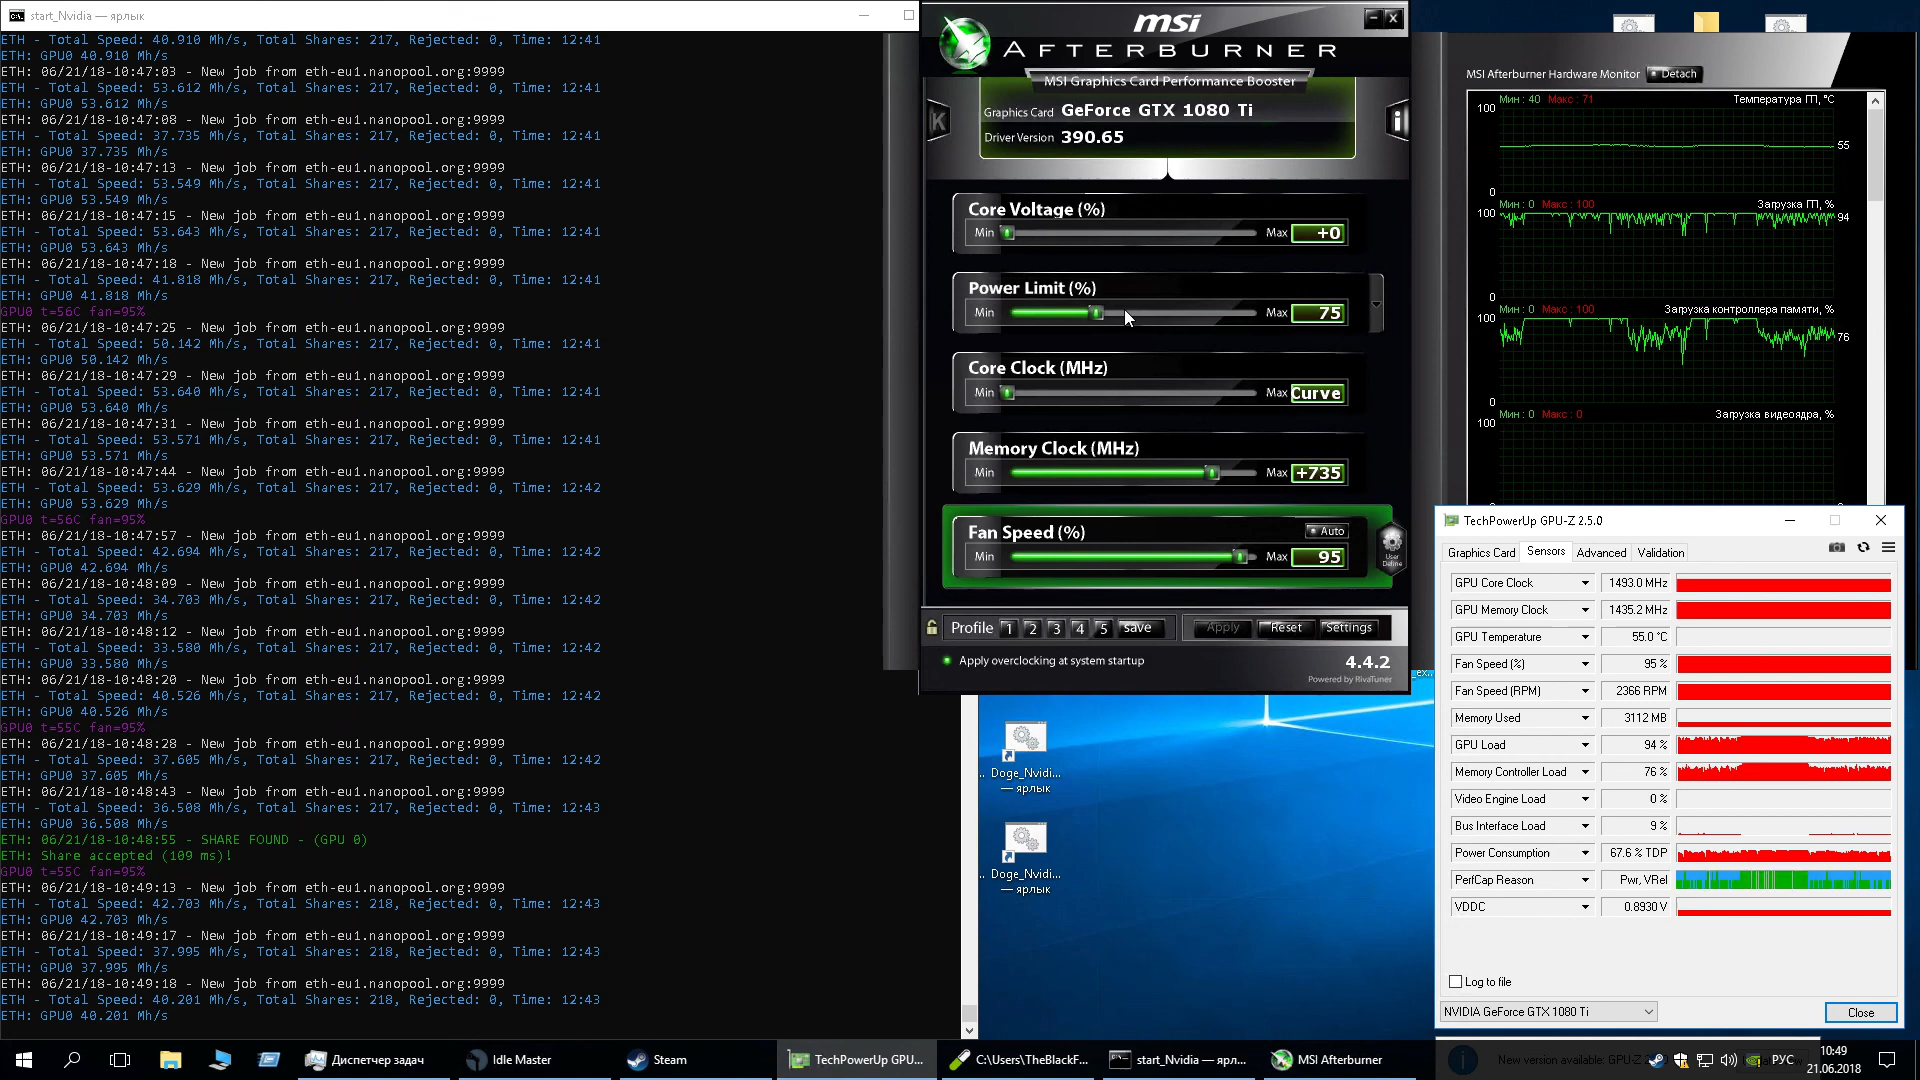 start_Nvidia — ярлык
ETH - Total Speed: 40.910 Mh/s, Total Shares: 217, Rejected: 0, Time: 12:41
ETH: GPU0 40.910 Mh/s
ETH: 06/21/18-10:47:03 - New job from eth-eu1.nanopool.org:9999
ETH - Total Speed: 53.612 Mh/s, Total Shares: 217, Rejected: 0, Time: 12:41
ETH: GPU0 53.612 Mh/s
ETH: 06/21/18-10:47:08 - New job from eth-eu1.nanopool.org:9999
ETH - Total Speed: 37.735 Mh/s, Total Shares: 217, Rejected: 0, Time: 12:41
ETH: GPU0 37.735 Mh/s
ETH: 06/21/18-10:47:13 - New job from eth-eu1.nanopool.org:9999
ETH - Total Speed: 53.549 Mh/s, Total Shares: 217, Rejected: 0, Time: 12:41
ETH: GPU0 53.549 Mh/s
ETH: 06/21/18-10:47:15 - New job from eth-eu1.nanopool.org:9999
ETH - Total Speed: 53.643 Mh/s, Total Shares: 217, Rejected: 0, Time: 12:41
ETH: GPU0 53.643 Mh/s
ETH: 06/21/18-10:47:18 - New job from eth-eu1.nanopool.org:9999
ETH - Total Speed: 41.818 Mh/s, Total Shares: 217, Rejected: 0, Time: 12:41
ETH: GPU0 41.818 Mh/s
GPU0 t=56C fan=95%
ETH: 06/21/18-10:47:25 - New job from eth-eu1.nanopool.org:9999
ETH - Total Speed: 50.142 Mh/s, Total Shares: 217, Rejected: 0, Time: 12:41
ETH: GPU0 50.142 Mh/s
ETH: 06/21/18-10:47:29 - New job from eth-eu1.nanopool.org:9999
ETH - Total Speed: 53.640 Mh/s, Total Shares: 217, Rejected: 0, Time: 12:41
ETH: GPU0 53.640 Mh/s
ETH: 06/21/18-10:47:31 - New job from eth-eu1.nanopool.org:9999
ETH - Total Speed: 53.571 Mh/s, Total Shares: 217, Rejected: 0, Time: 12:41
ETH: GPU0 53.571 Mh/s
ETH: 06/21/18-10:47:44 - New job from eth-eu1.nanopool.org:9999
ETH - Total Speed: 53.629 Mh/s, Total Shares: 217, Rejected: 0, Time: 12:42
ETH: GPU0 53.629 Mh/s
GPU0 t=56C fan=95%
ETH: 06/21/18-10:47:57 - New job from eth-eu1.nanopool.org:9999
ETH - Total Speed: 42.694 Mh/s, Total Shares: 217, Rejected: 0, Time: 12:42
ETH: GPU0 42.694 Mh/s
ETH: 06/21/18-10:48:09 - New job from eth-eu1.nanopool.org:9999
ETH - Total Speed: 34.703 Mh/s, Total Shares: 217, Rejected: 0, Time: 12:42
ETH: GPU0 34.703 Mh/s
ETH: 06/21/18-10:48:12 - New job from eth-eu1.nanopool.org:9999
ETH - Total Speed: 33.580 Mh/s, Total Shares: 217, Rejected: 0, Time: 12:42
ETH: GPU0 33.580 Mh/s
ETH: 06/21/18-10:48:20 - New job from eth-eu1.nanopool.org:9999
ETH - Total Speed: 40.526 Mh/s, Total Shares: 217, Rejected: 0, Time: 12:42
ETH: GPU0 40.526 Mh/s
GPU0 t=55C fan=95%
ETH: 06/21/18-10:48:28 - New job from eth-eu1.nanopool.org:9999
ETH - Total Speed: 37.605 Mh/s, Total Shares: 217, Rejected: 0, Time: 12:42
ETH: GPU0 37.605 Mh/s
ETH: 06/21/18-10:48:43 - New job from eth-eu1.nanopool.org:9999
ETH - Total Speed: 36.508 Mh/s, Total Shares: 217, Rejected: 0, Time: 12:43
ETH: GPU0 36.508 Mh/s
ETH: 06/21/18-10:48:55 - SHARE FOUND - (GPU 0)
ETH: Share accepted (109 ms)!
GPU0 t=55C fan=95%
ETH: 06/21/18-10:49:13 - New job from eth-eu1.nanopool.org:9999
ETH - Total Speed: 42.703 Mh/s, Total Shares: 218, Rejected: 0, Time: 12:43
ETH: GPU0 42.703 Mh/s
ETH: 06/21/18-10:49:17 - New job from eth-eu1.nanopool.org:9999
ETH - Total Speed: 37.995 Mh/s, Total Shares: 218, Rejected: 0, Time: 12:43
ETH: GPU0 37.995 Mh/s
ETH: 06/21/18-10:49:18 - New job from eth-eu1.nanopool.org:9999
ETH - Total Speed: 40.201 Mh/s, Total Shares: 218, Rejected: 0, Time: 12:43
ETH: GPU0 40.201 Mh/s
msi
AFTERBURNER
MSI Graphics Card Performance Booster
Graphics Card GeForce GTX 1080 Ti
Driver Version 390.65
K
i
Core Voltage (%)
Min Max +0
Power Limit (%)
Min Max 75
Core Clock (MHz)
Min Max Curve
Memory Clock (MHz)
Min Max +735
Fan Speed (%) Auto
Min Max 95
User Define
Profile 1 2 3 4 5 save Apply Reset Settings
Apply overclocking at system startup 4.4.2
Powered by RivaTuner
MSI Afterburner Hardware Monitor Detach
Мин : 40 Макс : 71 Температура ГП, °C
100
55
0
Мин : 0 Макс : 100 Загрузка ГП, %
100 94
0
Мин : 0 Макс : 100 Загрузка контроллера памяти, %
100
76
0
Мин : 0 Макс : 0 Загрузка видеоядра, %
100
TechPowerUp GPU-Z 2.5.0
Graphics Card Sensors Advanced Validation
GPU Core Clock 1493.0 MHz
GPU Memory Clock 1435.2 MHz
GPU Temperature 55.0 °C
Fan Speed (%) 95 %
Fan Speed (RPM) 2366 RPM
Memory Used 3112 MB
GPU Load 94 %
Memory Controller Load 76 %
Video Engine Load 0 %
Bus Interface Load 9 %
Power Consumption 67.6 % TDP
PerfCap Reason Pwr, VRel
VDDC 0.8930 V
Log to file
NVIDIA GeForce GTX 1080 Ti Close
_ex...
Doge_Nvidi...
— ярлык
Doge_Nvidi...
— ярлык
Диспетчер задач
Idle Master
Steam
TechPowerUp GPU...
C:\Users\TheBlackF...
start_Nvidia — ярл...
MSI Afterburner
New version available: GPU-Z
РУС
10:49
21.06.2018